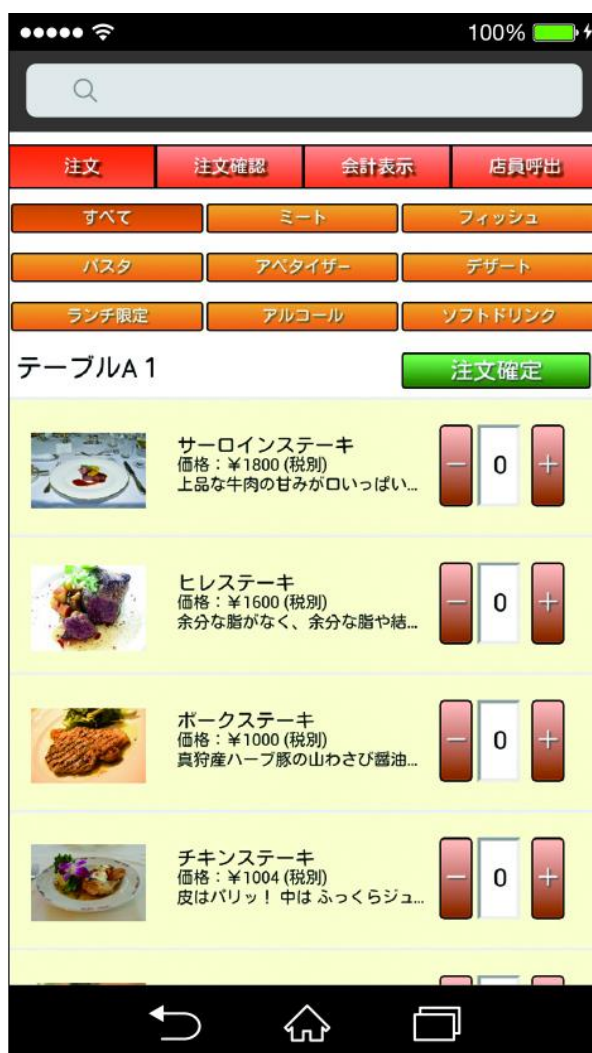 100%
注文 注文確認 会計表示 店員呼出
すべて ミート フィッシュ
パスタ アペタイザー デザート
ランチ限定 アルコール ソフトドリンク
テーブルA 1 注文確定
サーロインステーキ
価格：￥1800 (税別)
上品な牛肉の甘みが口いっぱい...
− 0 +
ヒレステーキ
価格：￥1600 (税別)
余分な脂がなく、余分な脂や結...
− 0 +
ポークステーキ
価格：￥1000 (税別)
真狩産ハーブ豚の山わさび醤油...
− 0 +
チキンステーキ
価格：￥1004 (税別)
皮はパリッ！ 中は ふっくらジュ...
− 0 +